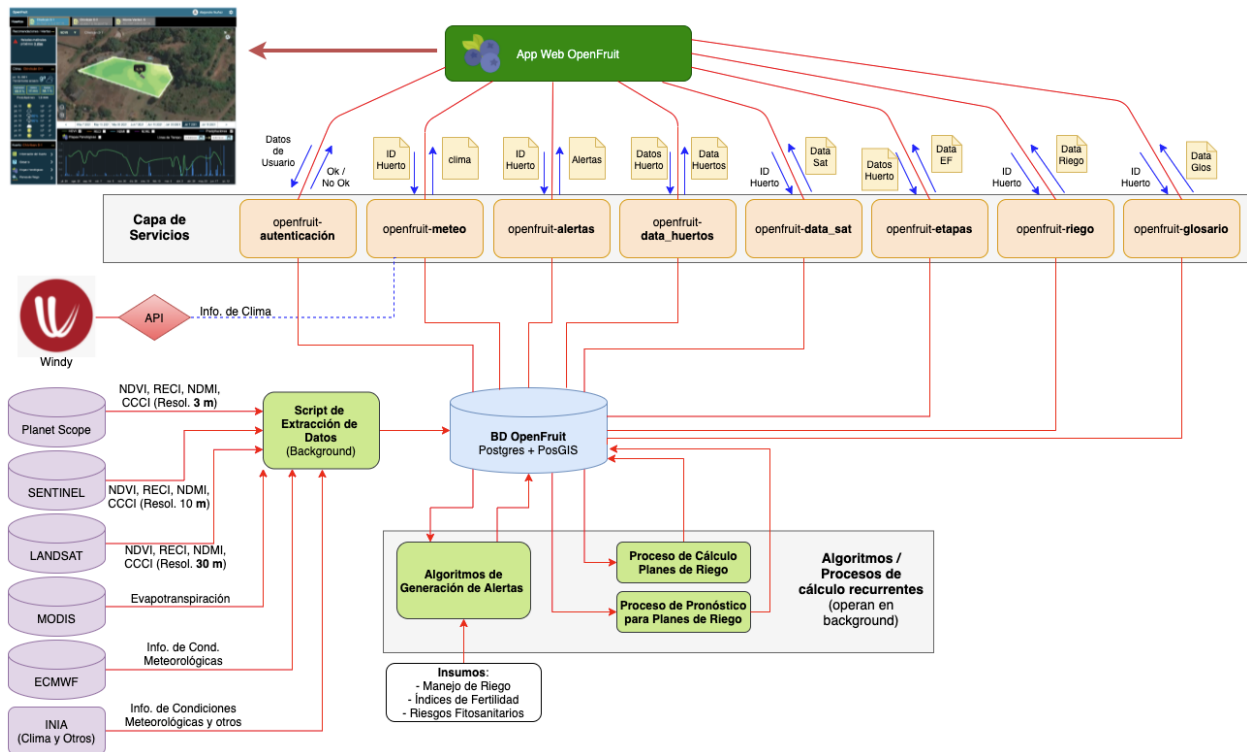 OpenFruit
App Web OpenFruit
Datos
de
Usuario
Ok /
No Ok
ID
Huerto
clima
ID
Huerto
Alertas
Datos
Huerto
Data
Huertos
ID
Huerto
Data
Sat
Datos
Huerto
Data
EF
ID
Huerto
Data
Riego
ID
Huerto
Data
Glos
Capa de
Servicios
openfruit-
autenticación
openfruit-meteo
openfruit-alertas
openfruit-
data_huertos
openfruit-data_sat
openfruit-etapas
openfruit-riego
openfruit-glosario
API
Info. de Clima
Windy
NDVI, RECI, NDMI,
CCCI (Resol. 3 m)
Planet Scope
Script de
Extracción de
Datos
(Background)
BD OpenFruit
Postgres + PosGIS
SENTINEL
NDVI, RECI, NDMI,
CCCI (Resol. 10 m)
LANDSAT
NDVI, RECI, NDMI,
CCCI (Resol. 30 m)
MODIS
Evapotranspiración
ECMWF
Info. de Cond.
Meteorológicas
INIA
(Clima y Otros)
Info. de Condiciones
Meteorológicas y otros
Algoritmos de
Generación de Alertas
Proceso de Cálculo
Planes de Riego
Proceso de Pronóstico
para Planes de Riego
Algoritmos /
Procesos de
cálculo recurrentes
(operan en
background)
Insumos:
- Manejo de Riego
- Índices de Fertilidad
- Riesgos Fitosanitarios